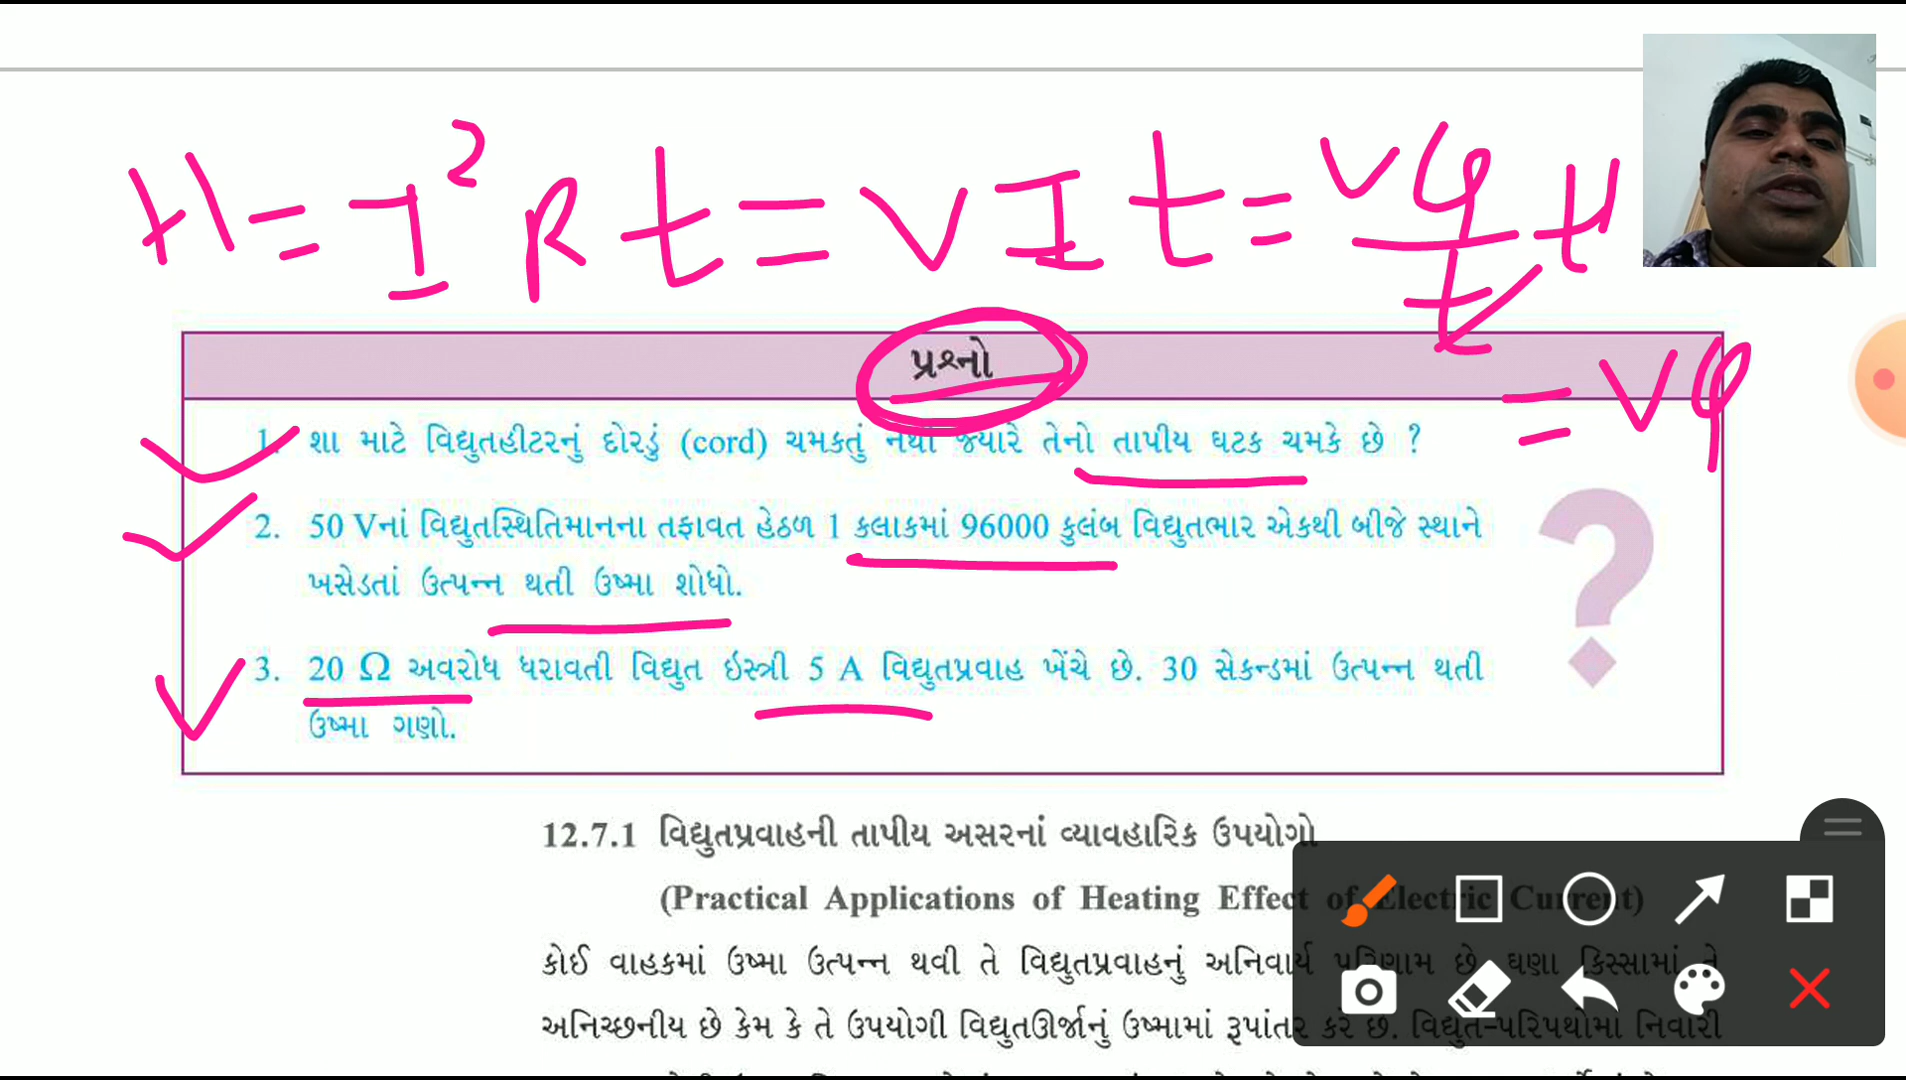 H = I² R t = V I t = VQ/t t
= VQ
પ્રશ્નો
1. શા માટે વિદ્યુતહીટરનું દોરડું (cord) ચમકતું નથી જ્યારે તેનો તાપીય ઘટક ચમકે છે ?
2. 50 Vનાં વિદ્યુતસ્થિતિમાનના તફાવત હેઠળ 1 કલાકમાં 96000 કુલંબ વિદ્યુતભાર એકથી બીજે સ્થાને
ખસેડતાં ઉત્પન્ન થતી ઉષ્મા શોધો.
3. 20 Ω અવરોધ ધરાવતી વિદ્યુત ઇસ્ત્રી 5 A વિદ્યુતપ્રવાહ ખેંચે છે. 30 સેકન્ડમાં ઉત્પન્ન થતી
ઉષ્મા ગણો.
12.7.1 વિદ્યુતપ્રવાહની તાપીય અસરનાં વ્યાવહારિક ઉપયોગો
(Practical Applications of Heating Effect of Electric Current)
કોઈ વાહકમાં ઉષ્મા ઉત્પન્ન થવી તે વિદ્યુતપ્રવાહનું અનિવાર્ય પરિણામ છે. ઘણા કિસ્સામાં તે
અનિચ્છનીય છે કેમ કે તે ઉપયોગી વિદ્યુતઊર્જાનું ઉષ્મામાં રૂપાંતર કરે છે. વિદ્યુત-પરિપથોમાં નિવારી